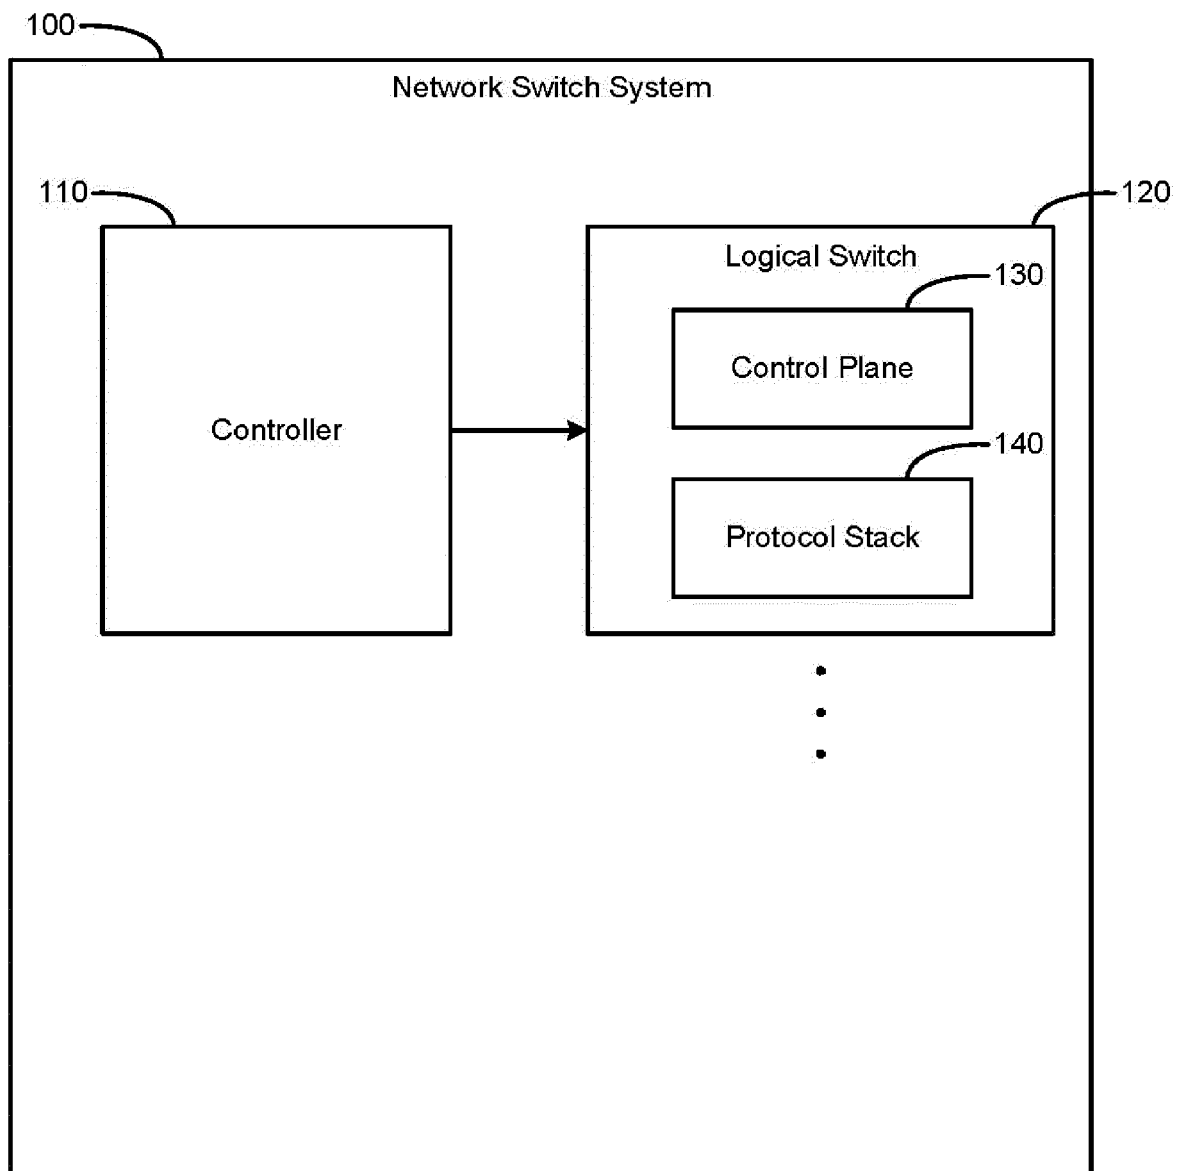 100
Network Switch System
110
120
Logical Switch
130
Control Plane
Controller
140
Protocol Stack